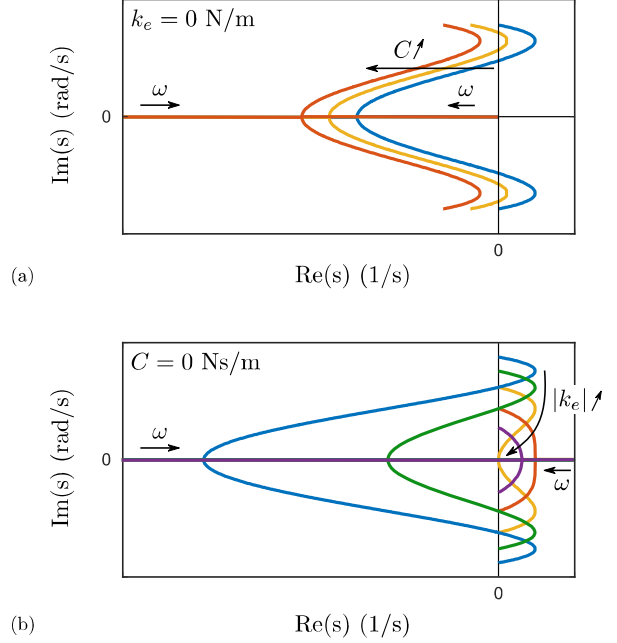 k_e = 0 N/m
C↗
ω
ω
Im(s) (rad/s)
0
0
(a)
Re(s) (1/s)
C = 0 Ns/m
|k_e|↗
ω
ω
Im(s) (rad/s)
0
0
(b)
Re(s) (1/s)